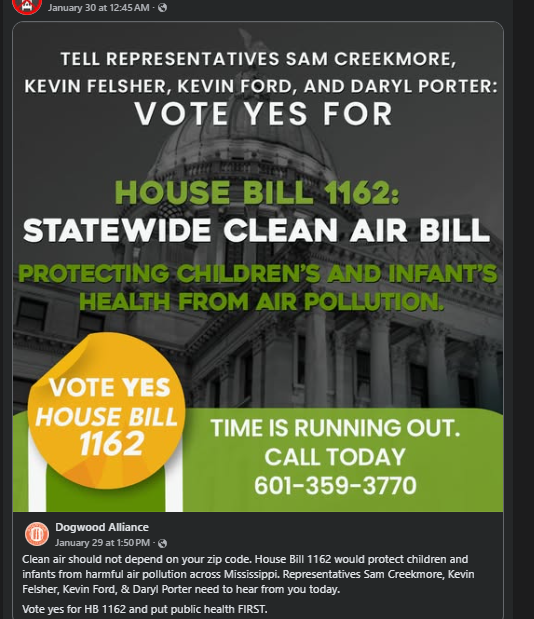 January 30 at 12:45 AM ·
TELL REPRESENTATIVES SAM CREEKMORE,
KEVIN FELSHER, KEVIN FORD, AND DARYL PORTER:
VOTE YES FOR
HOUSE BILL 1162:
STATEWIDE CLEAN AIR BILL
PROTECTING CHILDREN'S AND INFANT'S
HEALTH FROM AIR POLLUTION.
VOTE YES
HOUSE BILL
1162
TIME IS RUNNING OUT.
CALL TODAY
601-359-3770
Dogwood Alliance
January 29 at 1:50 PM ·
Clean air should not depend on your zip code. House Bill 1162 would protect children and
infants from harmful air pollution across Mississippi. Representatives Sam Creekmore, Kevin
Felsher, Kevin Ford, & Daryl Porter need to hear from you today.
Vote yes for HB 1162 and put public health FIRST.